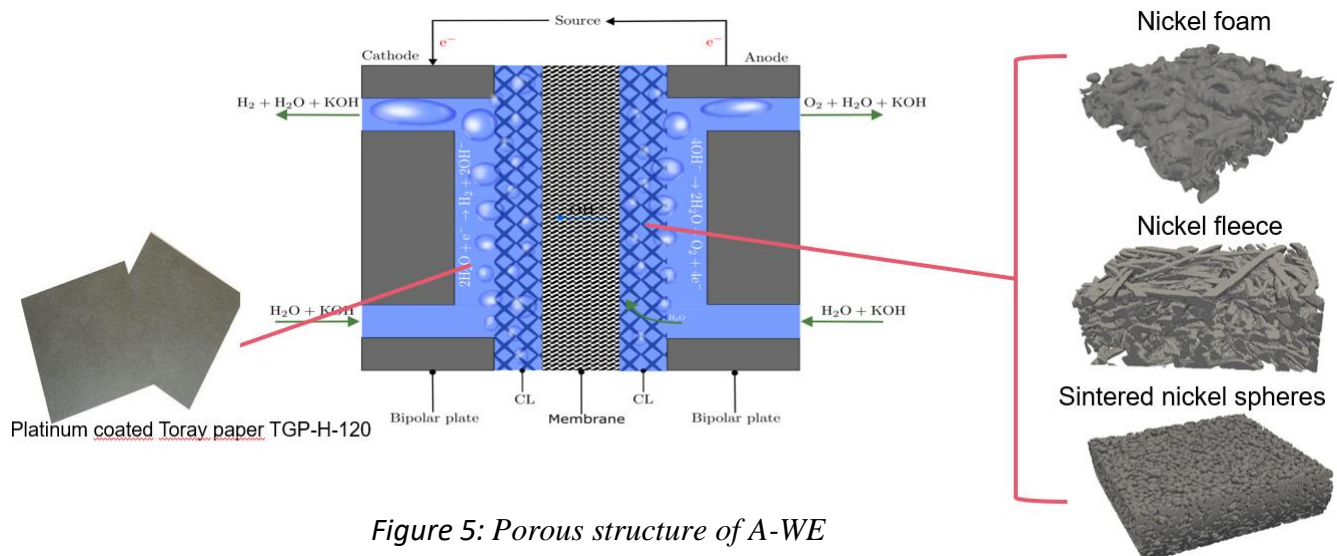 Nickel foam
Source
e⁻
e⁻
Cathode
Anode
H₂ + H₂O + KOH
O₂ + H₂O + KOH
2H₂O + e⁻ → H₂ + 2OH⁻
4OH⁻ → 2H₂O + O₂ + 4e⁻
Nickel fleece
H₂O + KOH
H₂O
H₂O + KOH
CL
CL
Bipolar plate
Membrane
Bipolar plate
Sintered nickel spheres
Platinum coated Toray paper TGP-H-120
Figure 5: Porous structure of A-WE